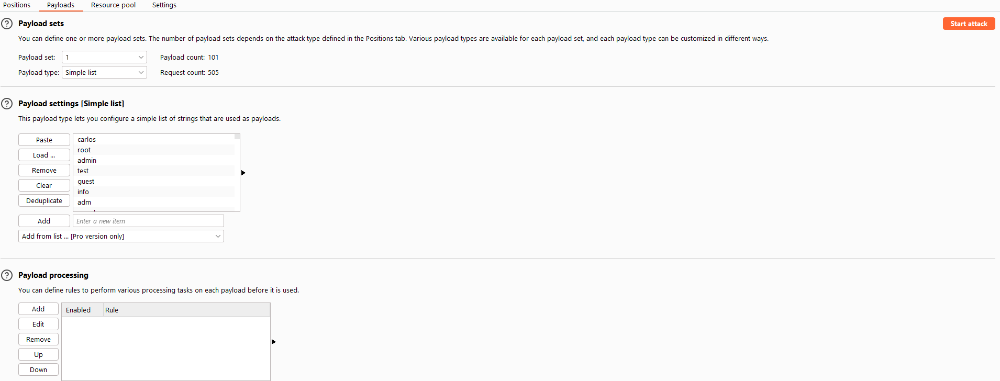 Positions Payloads Resource pool Settings
Payload sets
Start attack
You can define one or more payload sets. The number of payload sets depends on the attack type defined in the Positions tab. Various payload types are available for each payload set, and each payload type can be customized in different ways.
Payload set: 1 Payload count: 101
Payload type: Simple list Request count: 505
Payload settings [Simple list]
This payload type lets you configure a simple list of strings that are used as payloads.
Paste
Load ...
Remove
Clear
Deduplicate
carlos
root
admin
test
guest
info
adm
Add Enter a new item
Add from list ... [Pro version only]
Payload processing
You can define rules to perform various processing tasks on each payload before it is used.
Add
Edit
Remove
Up
Down
Enabled Rule